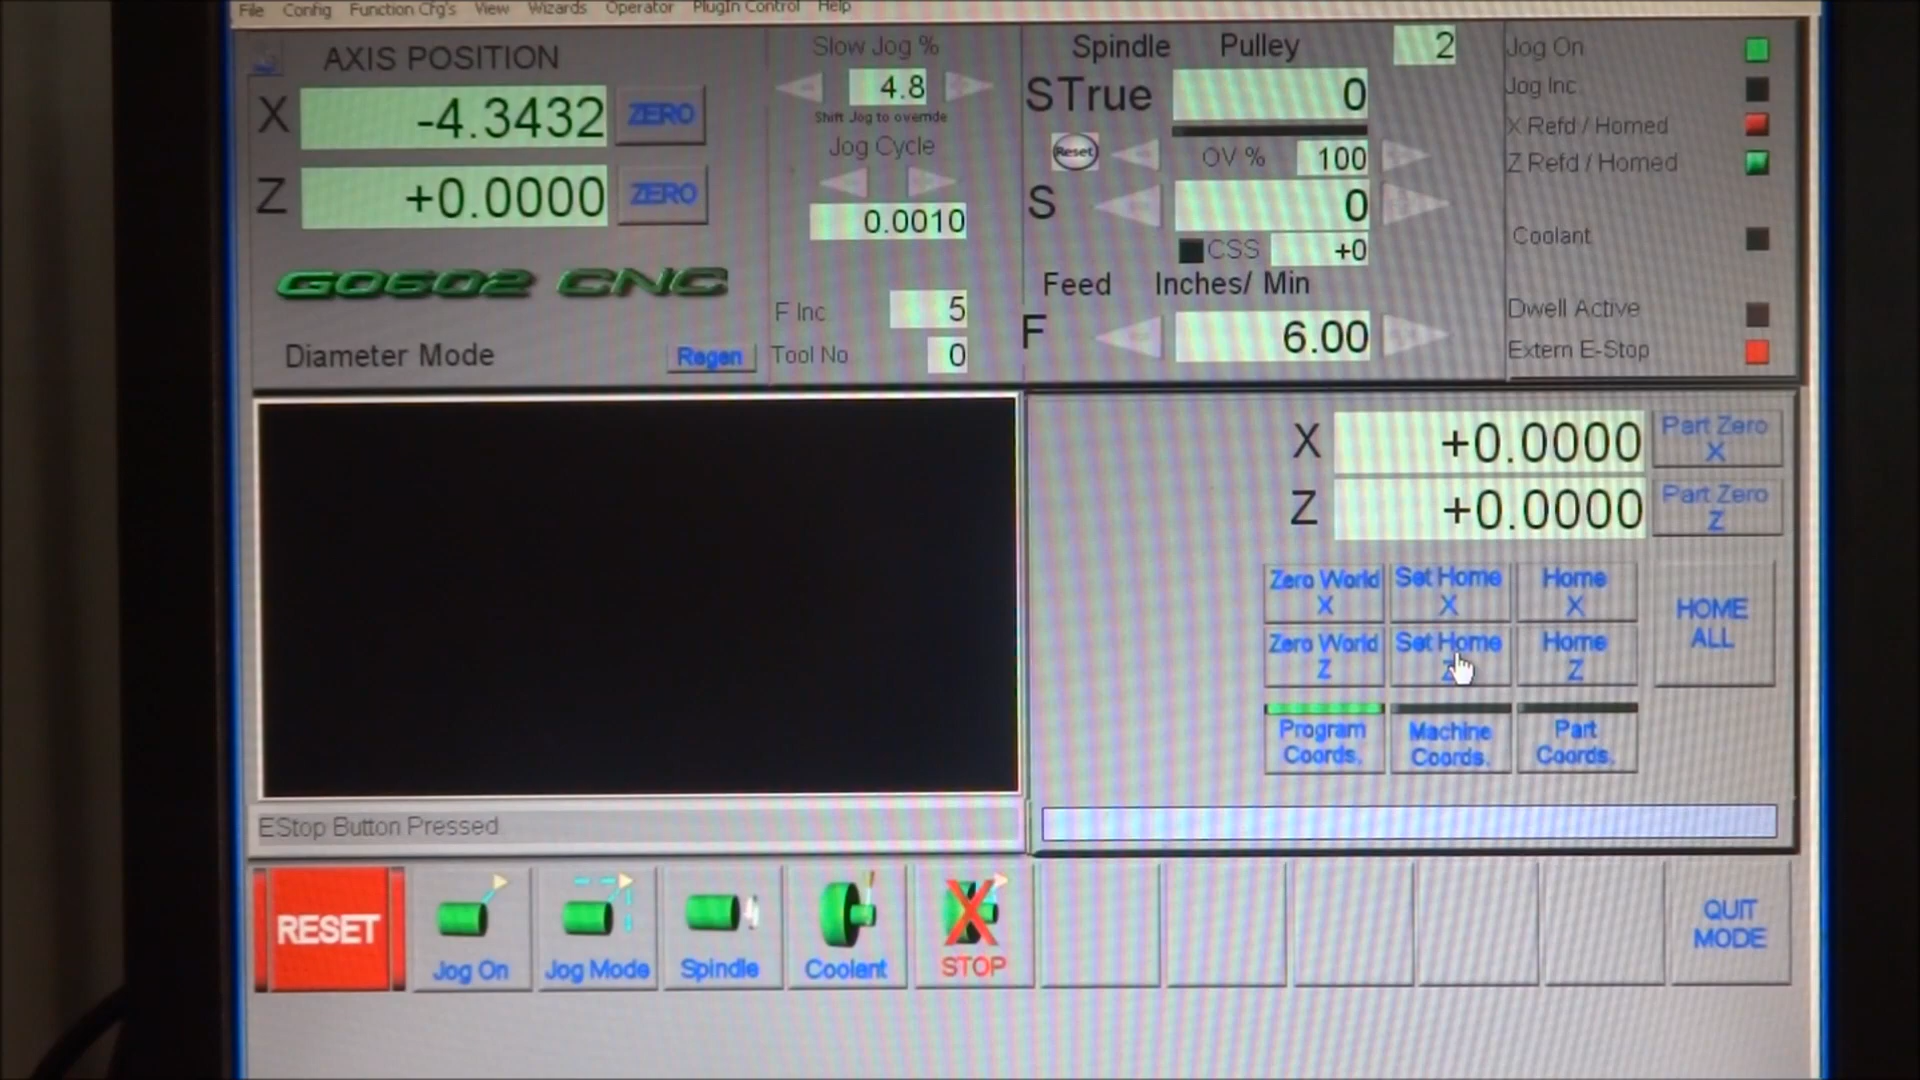 File Config Function Cfg's View Wizards Operator PlugIn Control Help
AXIS POSITION
X -4.3432 ZERO
Z +0.0000 ZERO
G0602 CNC
Diameter Mode Regen
Slow Jog %
4.8
Shift Jog to override
Jog Cycle
0.0010
F Inc 5
Tool No 0
Spindle Pulley 2
STrue 0
Reset OV % 100
S 0
CSS +0
Feed Inches/ Min
F 6.00
Jog On
Jog Inc
X Refd / Homed
Z Refd / Homed
Coolant
Dwell Active
Extern E-Stop
X +0.0000 Part Zero
X
Z +0.0000 Part Zero
Z
Zero World Set Home Home
X X X
HOME
ALL
Zero World Set Home Home
Z Z Z
Program Machine Part
Coords. Coords. Coords.
EStop Button Pressed
RESET
Jog On Jog Mode Spindle Coolant STOP
QUIT
MODE